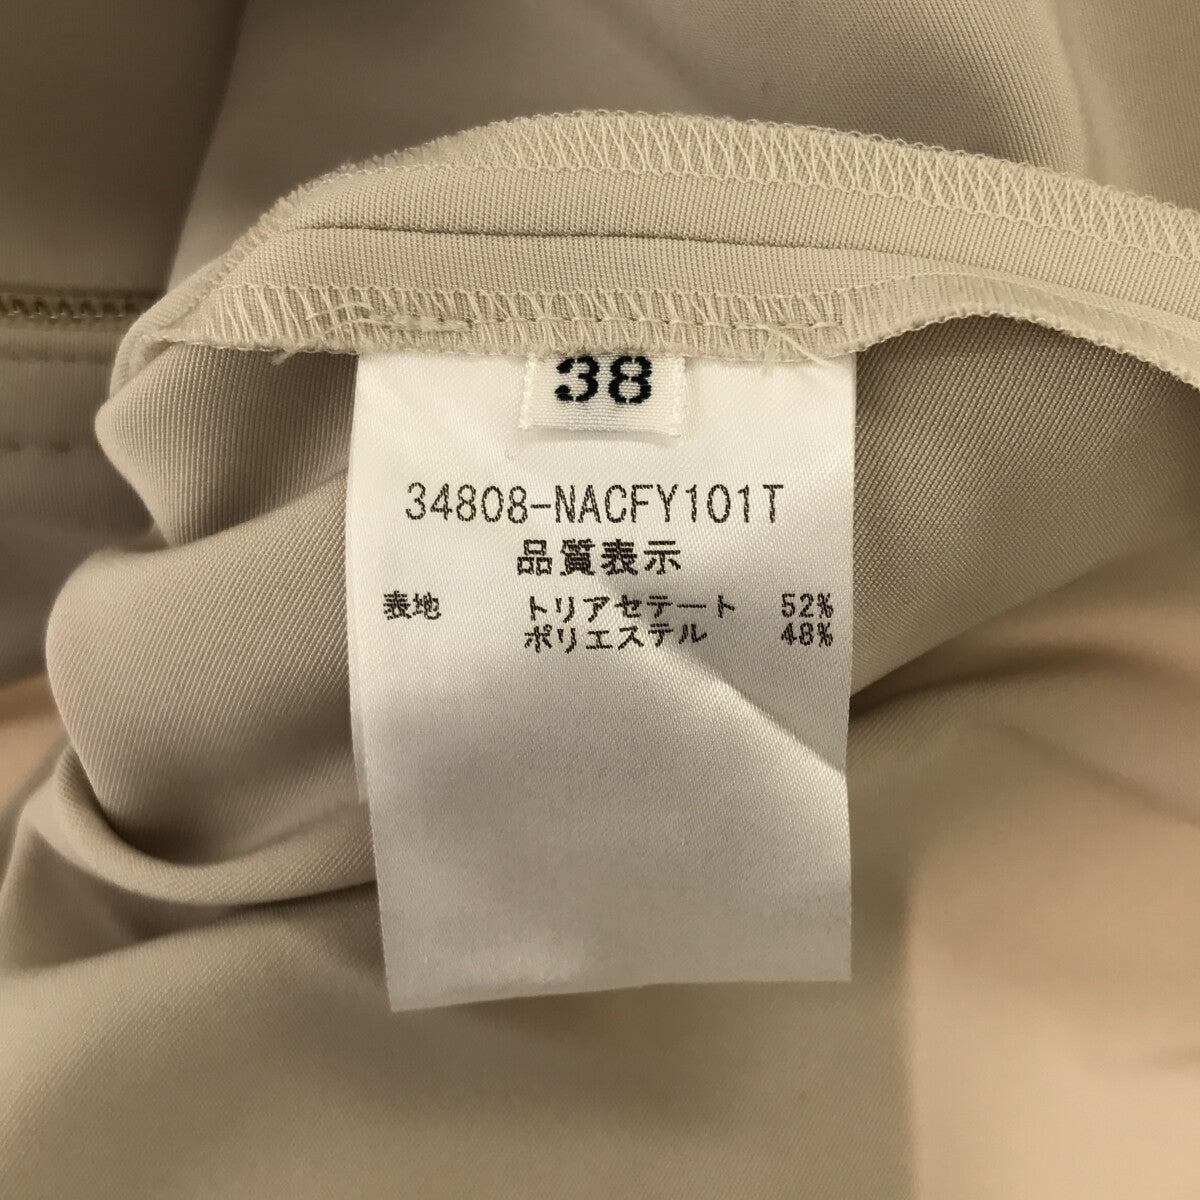 38
34808-NACFY101T
品質表示
表地 トリアセテート 52%
ポリエステル 48%